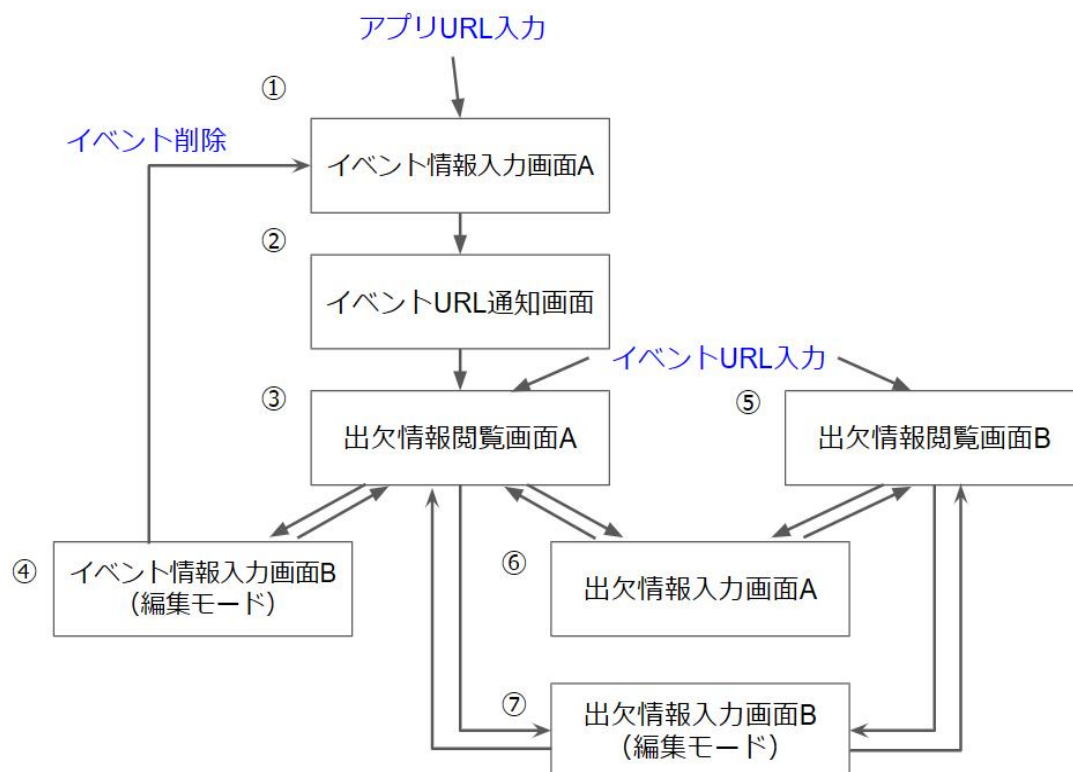 アプリURL入力
①
イベント削除
イベント情報入力画面A
②
イベントURL通知画面
イベントURL入力
③
出欠情報閲覧画面A
⑤
出欠情報閲覧画面B
④
イベント情報入力画面B
（編集モード）
⑥
出欠情報入力画面A
⑦
出欠情報入力画面B
（編集モード）